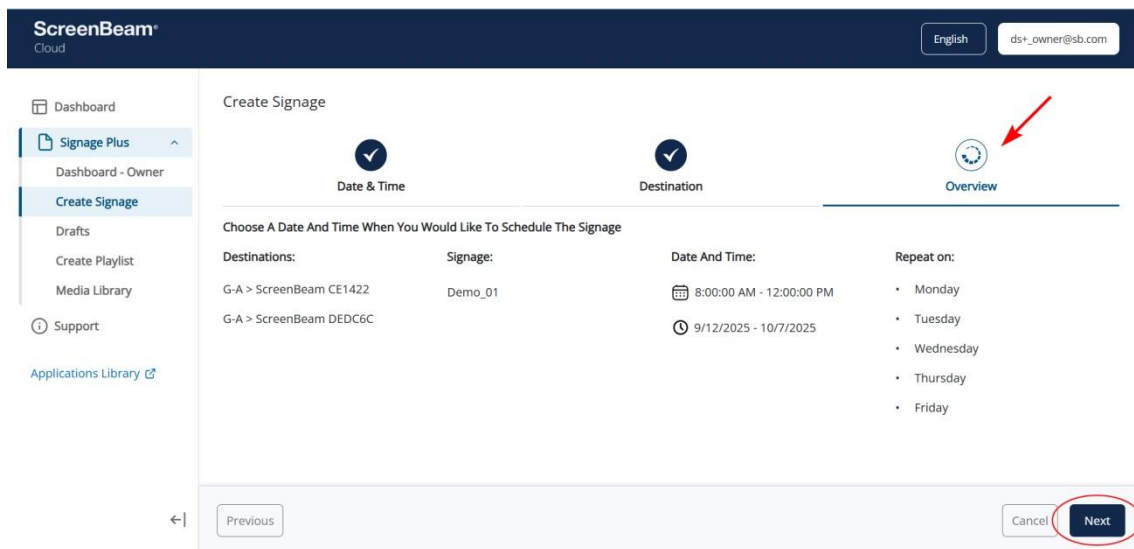 ScreenBeam®
Cloud
English
ds+_owner@sb.com
Dashboard
Signage Plus
Dashboard - Owner
Create Signage
Drafts
Create Playlist
Media Library
Support
Applications Library
Create Signage
Date & Time
Destination
Overview
Choose A Date And Time When You Would Like To Schedule The Signage
Destinations:
G-A > ScreenBeam CE1422
G-A > ScreenBeam DEDC6C
Signage:
Demo_01
Date And Time:
8:00:00 AM - 12:00:00 PM
9/12/2025 - 10/7/2025
Repeat on:
• Monday
• Tuesday
• Wednesday
• Thursday
• Friday
Previous
Cancel
Next